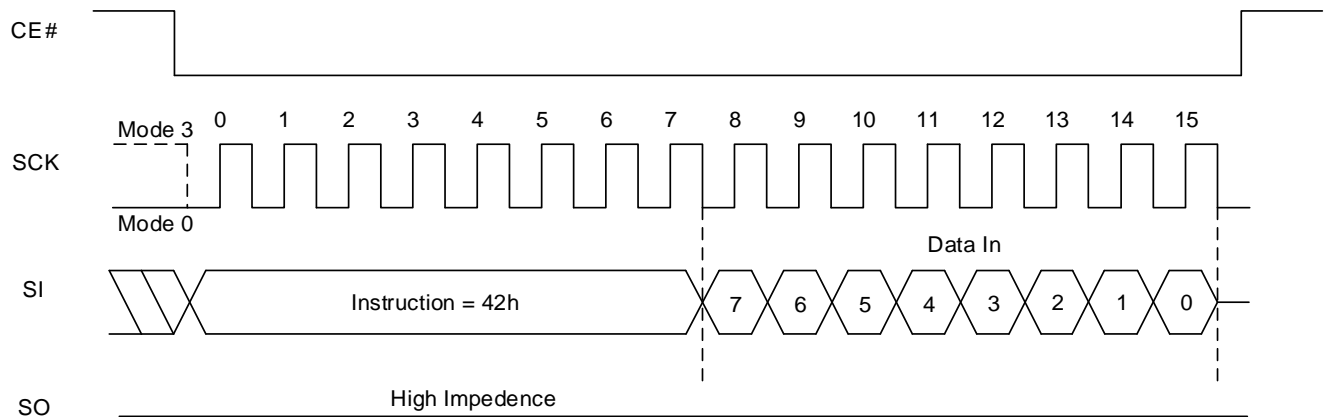 CE#
0 1 2 3 4 5 6 7 8 9 10 11 12 13 14 15
Mode 3
SCK
Mode 0
Data In
SI
Instruction = 42h
7 6 5 4 3 2 1 0
High Impedence
SO